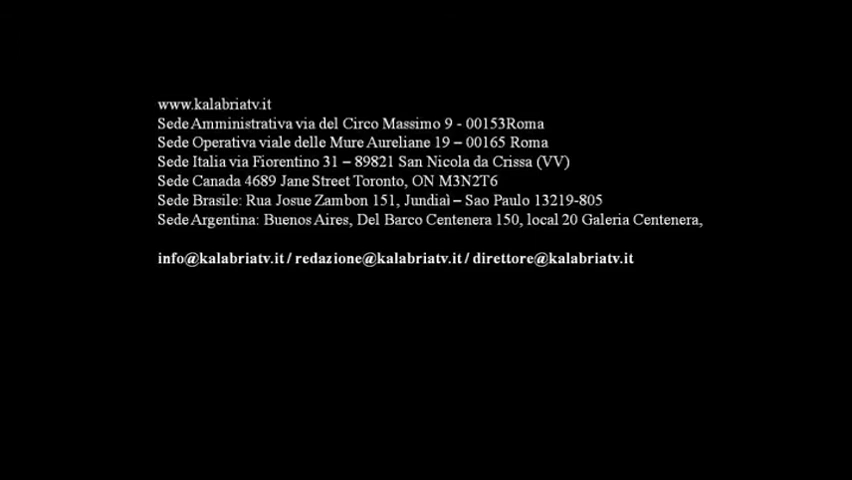 www.kalabriatv.it
Sede Amministrativa via del Circo Massimo 9 - 00153Roma
Sede Operativa viale delle Mure Aureliane 19 – 00165 Roma
Sede Italia via Fiorentino 31 – 89821 San Nicola da Crissa (VV)
Sede Canada 4689 Jane Street Toronto, ON M3N2T6
Sede Brasile: Rua Josue Zambon 151, Jundiaì – Sao Paulo 13219-805
Sede Argentina: Buenos Aires, Del Barco Centenera 150, local 20 Galeria Centenera,
info@kalabriatv.it / redazione@kalabriatv.it / direttore@kalabriatv.it